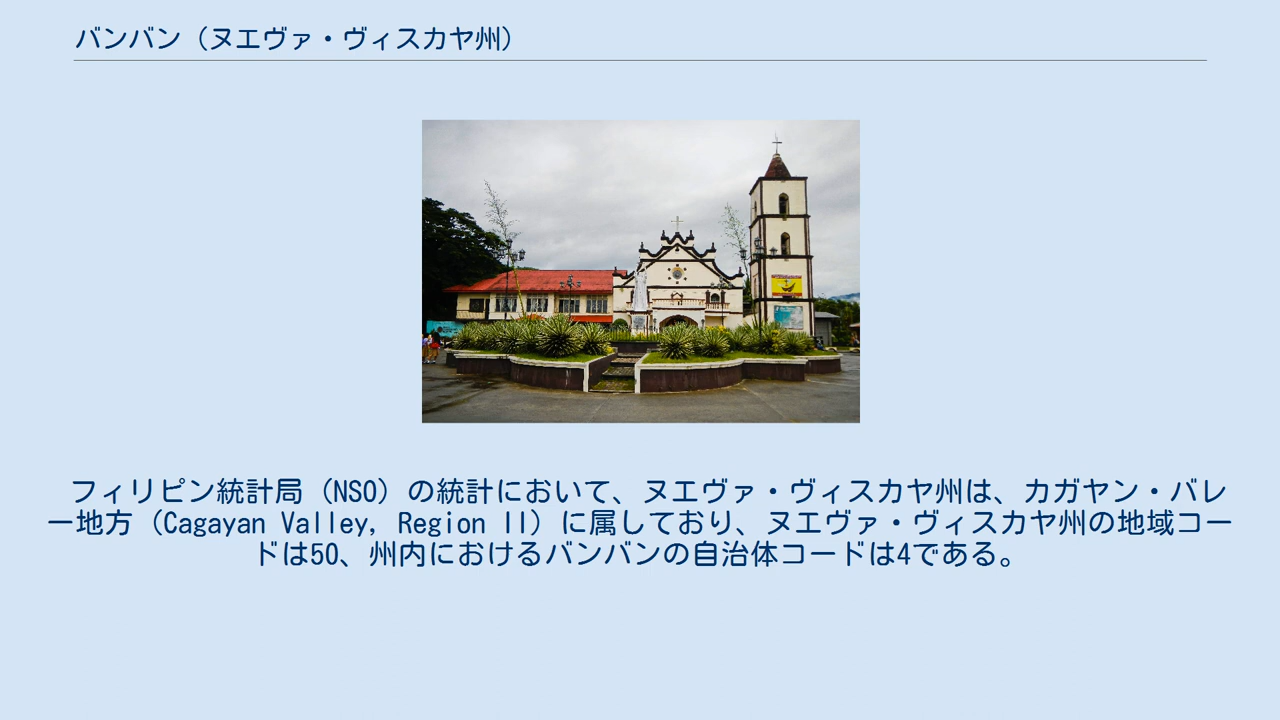 バンバン（ヌエヴァ・ヴィスカヤ州）
フィリピン統計局（NSO）の統計において、ヌエヴァ・ヴィスカヤ州は、カガヤン・バレ
ー地方（Cagayan Valley, Region II）に属しており、ヌエヴァ・ヴィスカヤ州の地域コー
ドは50、州内におけるバンバンの自治体コードは4である。